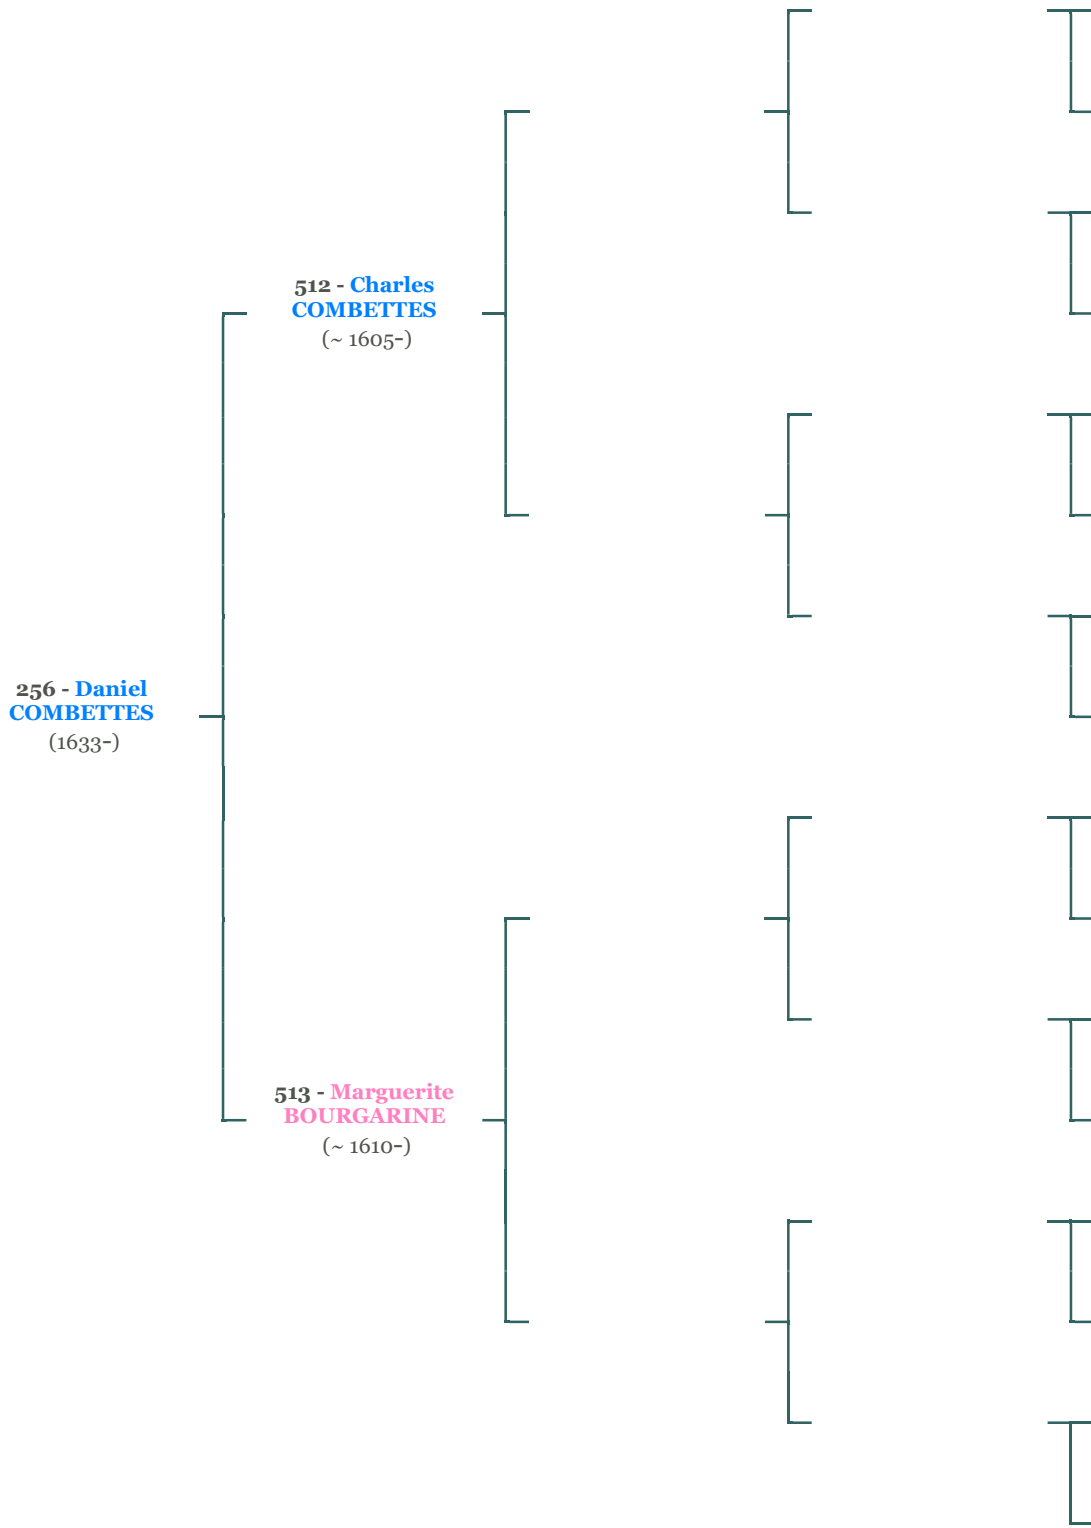 512 - Charles
COMBETTES
(~ 1605-)
256 - Daniel
COMBETTES
(1633-)
513 - Marguerite
BOURGARINE
(~ 1610-)